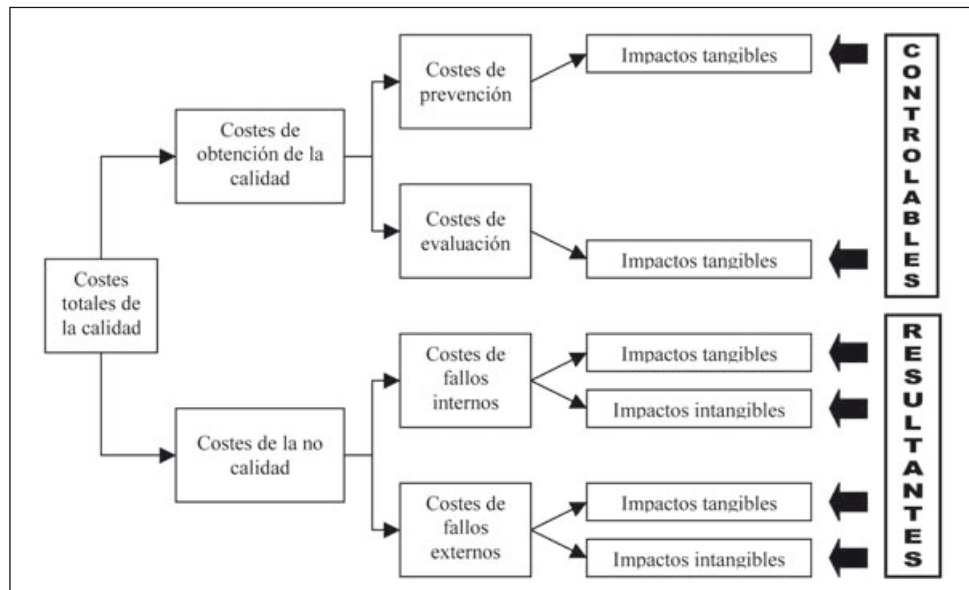 Costes
totales de
la calidad
Costes de
obtención de la
calidad
Costes de la no
calidad
Costes de
prevención
Costes de
evaluación
Costes de
fallos
internos
Costes de
fallos
externos
Impactos tangibles
Impactos tangibles
Impactos tangibles
Impactos intangibles
Impactos tangibles
Impactos intangibles
CONTROLABLES
RESULTANTES